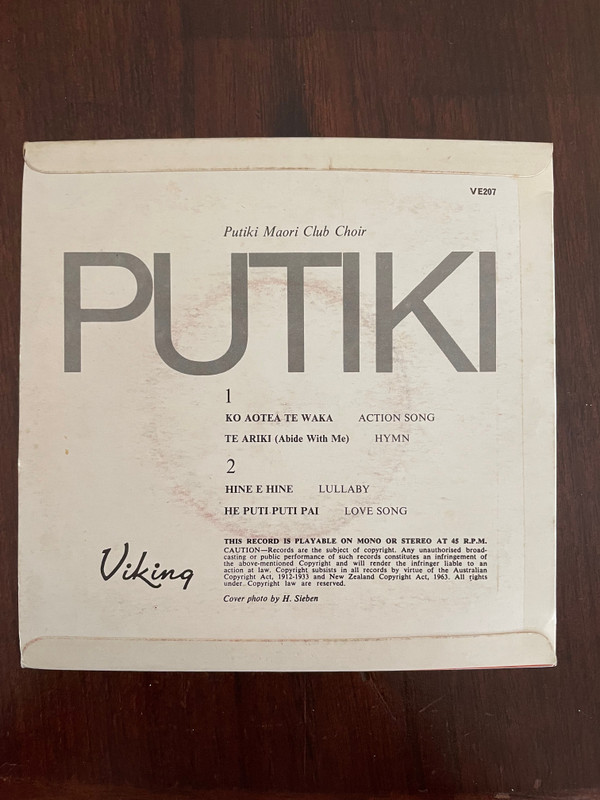 VE207
Putiki Maori Club Choir
PUTIKI
1
KO AOTEA TE WAKA ACTION SONG
TE ARIKI (Abide With Me) HYMN
2
HINE E HINE LULLABY
HE PUTI PUTI PAI LOVE SONG
THIS RECORD IS PLAYABLE ON MONO OR STEREO AT 45 R.P.M.
CAUTION—Records are the subject of copyright. Any unauthorised broad-
casting or public performance of such records constitutes an infringement of
the above-mentioned Copyright and will render the infringer liable to an
action at law. Copyright subsists in all records by virtue of the Australian
Copyright Act, 1912-1933 and New Zealand Copyright Act, 1963. All rights
under Copyright law are reserved.
Viking
Cover photo by H. Sieben